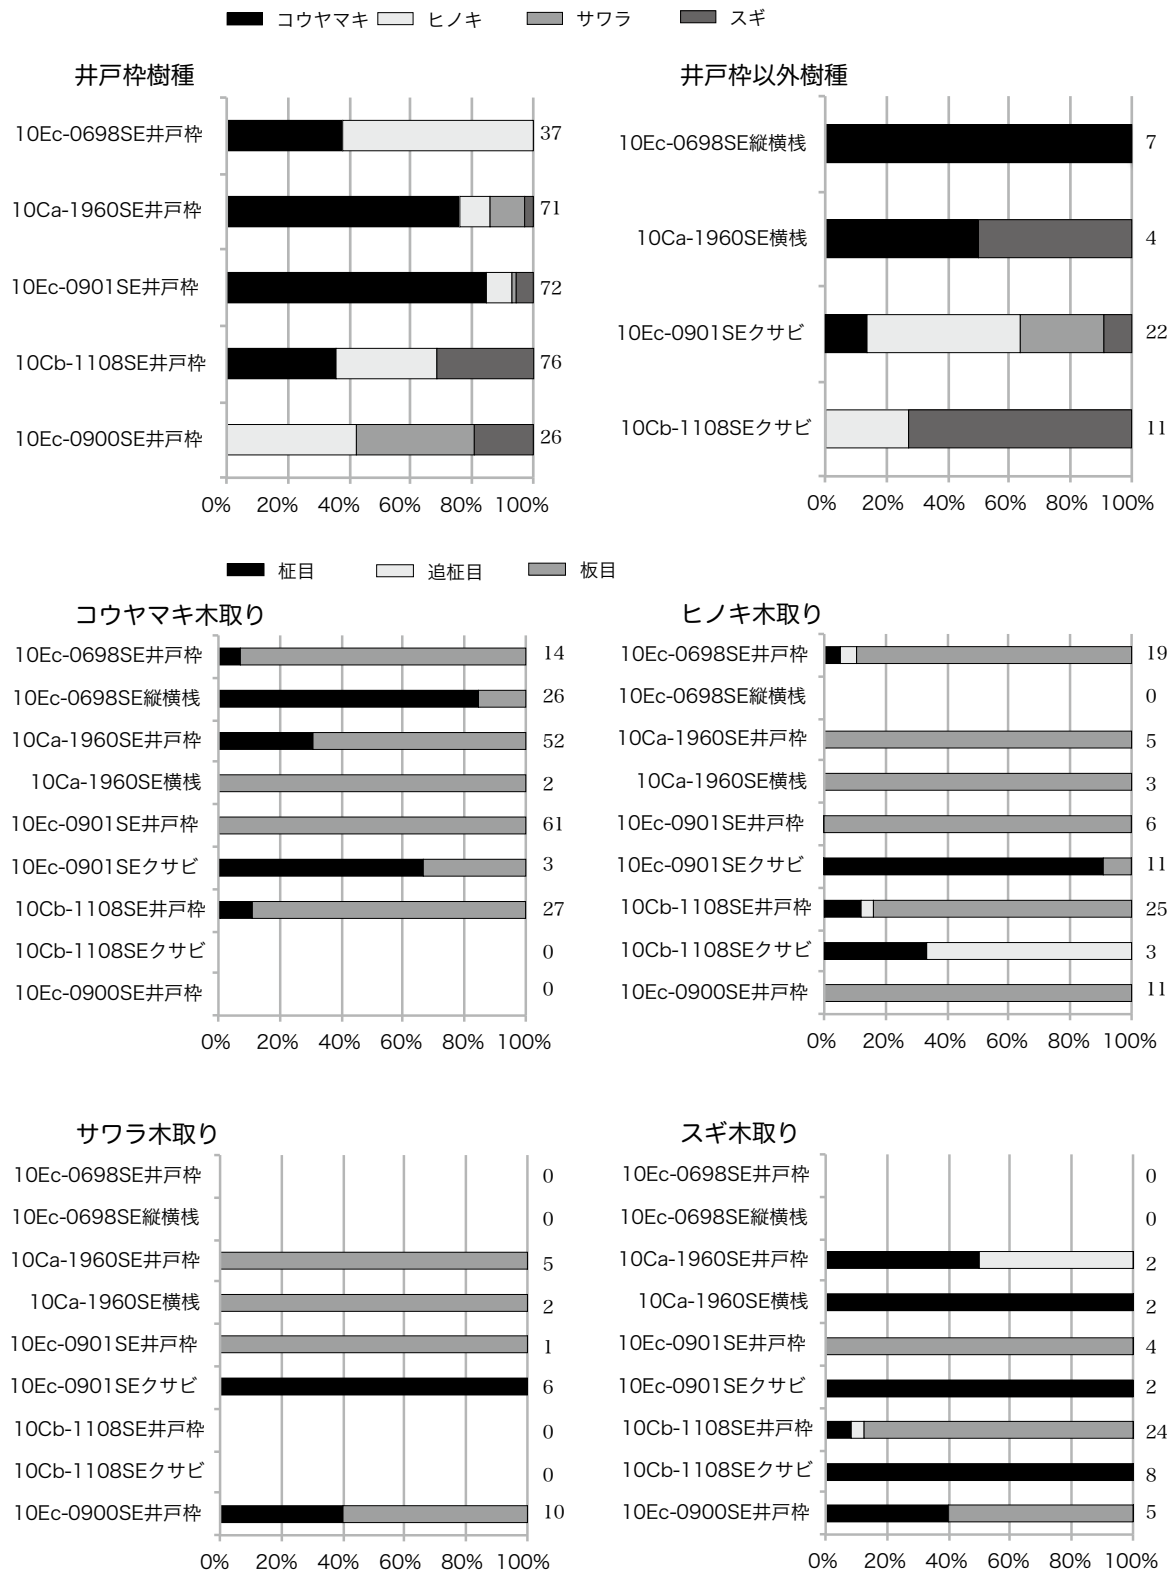 コウヤマキ ヒノキ サワラ スギ
井戸枠樹種
10Ec-0698SE井戸枠 37
10Ca-1960SE井戸枠 71
10Ec-0901SE井戸枠 72
10Cb-1108SE井戸枠 76
10Ec-0900SE井戸枠 26
0% 20% 40% 60% 80% 100%
井戸枠以外樹種
10Ec-0698SE縦横桟 7
10Ca-1960SE横桟 4
10Ec-0901SEクサビ 22
10Cb-1108SEクサビ 11
0% 20% 40% 60% 80% 100%
柾目 追柾目 板目
コウヤマキ木取り
10Ec-0698SE井戸枠 14
10Ec-0698SE縦横桟 26
10Ca-1960SE井戸枠 52
10Ca-1960SE横桟 2
10Ec-0901SE井戸枠 61
10Ec-0901SEクサビ 3
10Cb-1108SE井戸枠 27
10Cb-1108SEクサビ 0
10Ec-0900SE井戸枠 0
0% 20% 40% 60% 80% 100%
ヒノキ木取り
10Ec-0698SE井戸枠 19
10Ec-0698SE縦横桟 0
10Ca-1960SE井戸枠 5
10Ca-1960SE横桟 3
10Ec-0901SE井戸枠 6
10Ec-0901SEクサビ 11
10Cb-1108SE井戸枠 25
10Cb-1108SEクサビ 3
10Ec-0900SE井戸枠 11
0% 20% 40% 60% 80% 100%
サワラ木取り
10Ec-0698SE井戸枠 0
10Ec-0698SE縦横桟 0
10Ca-1960SE井戸枠 5
10Ca-1960SE横桟 2
10Ec-0901SE井戸枠 1
10Ec-0901SEクサビ 6
10Cb-1108SE井戸枠 0
10Cb-1108SEクサビ 0
10Ec-0900SE井戸枠 10
0% 20% 40% 60% 80% 100%
スギ木取り
10Ec-0698SE井戸枠 0
10Ec-0698SE縦横桟 0
10Ca-1960SE井戸枠 2
10Ca-1960SE横桟 2
10Ec-0901SE井戸枠 4
10Ec-0901SEクサビ 2
10Cb-1108SE井戸枠 24
10Cb-1108SEクサビ 8
10Ec-0900SE井戸枠 5
0% 20% 40% 60% 80% 100%